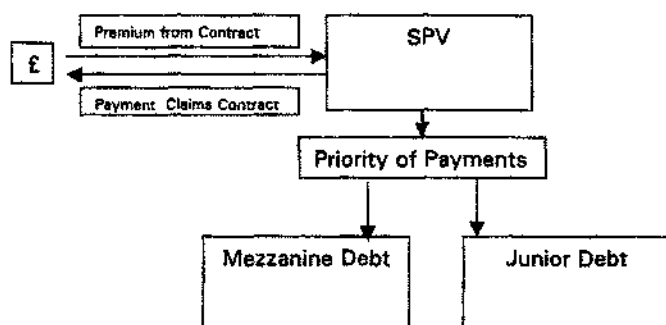 Premium from Contract
SPV
£
Payment Claims Contract
Priority of Payments
Mezzanine Debt
Junior Debt